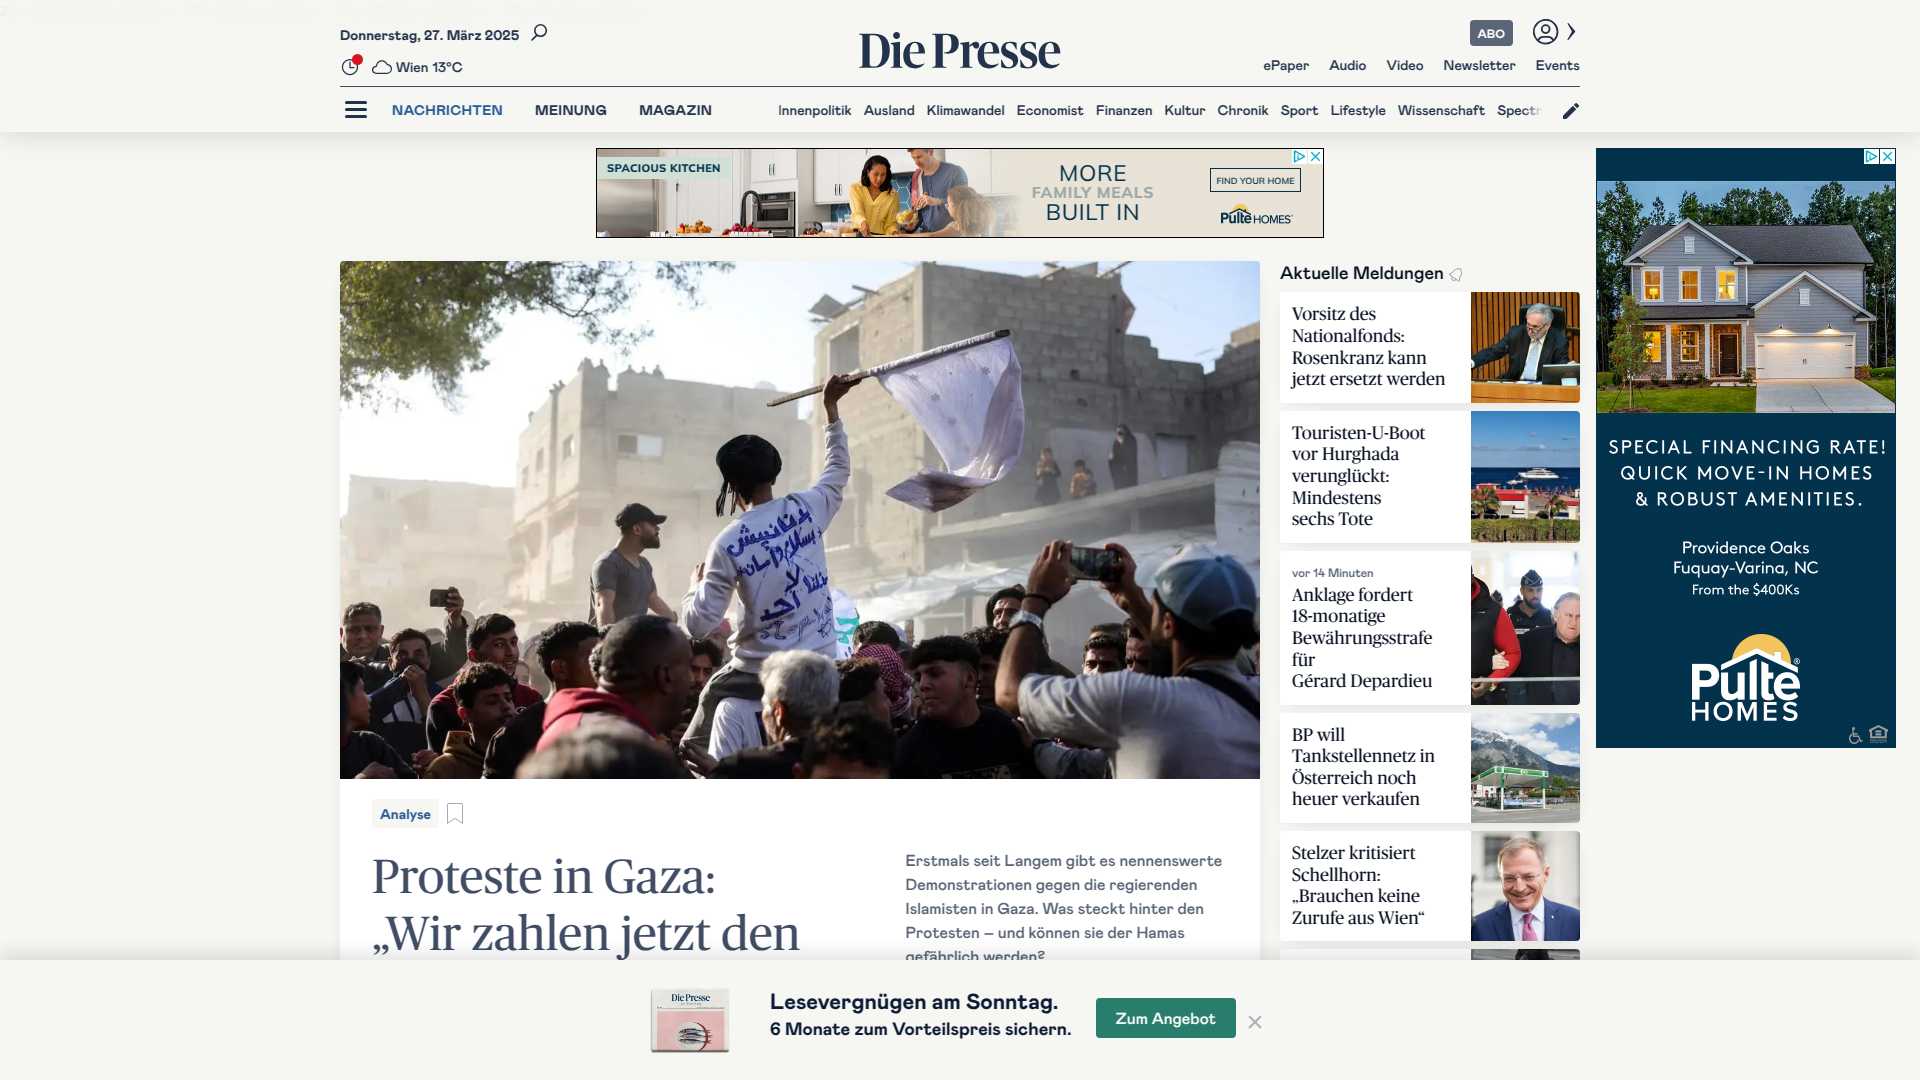 Donnerstag, 27. März 2025
Wien 13°C
Die Presse
ABO
ePaper Audio Video Newsletter Events
NACHRICHTEN MEINUNG MAGAZIN
Innenpolitik Ausland Klimawandel Economist Finanzen Kultur Chronik Sport Lifestyle Wissenschaft Spectr
SPACIOUS KITCHEN
MORE
FAMILY MEALS
BUILT IN
FIND YOUR HOME
Pulte HOMES
Aktuelle Meldungen
Vorsitz des
Nationalfonds:
Rosenkranz kann
jetzt ersetzt werden
Touristen-U-Boot
vor Hurghada
verunglückt:
Mindestens
sechs Tote
vor 14 Minuten
Anklage fordert
18-monatige
Bewährungsstrafe
für
Gérard Depardieu
BP will
Tankstellennetz in
Österreich noch
heuer verkaufen
Stelzer kritisiert
Schellhorn:
„Brauchen keine
Zurufe aus Wien“
SPECIAL FINANCING RATE!
QUICK MOVE-IN HOMES
& ROBUST AMENITIES.
Providence Oaks
Fuquay-Varina, NC
From the $400Ks
Pulte®
HOMES
Analyse
Proteste in Gaza:
„Wir zahlen jetzt den
Erstmals seit Langem gibt es nennenswerte
Demonstrationen gegen die regierenden
Islamisten in Gaza. Was steckt hinter den
Protesten – und können sie der Hamas
gefährlich werden?
Die Presse
Lesevergnügen am Sonntag.
6 Monate zum Vorteilspreis sichern.
Zum Angebot